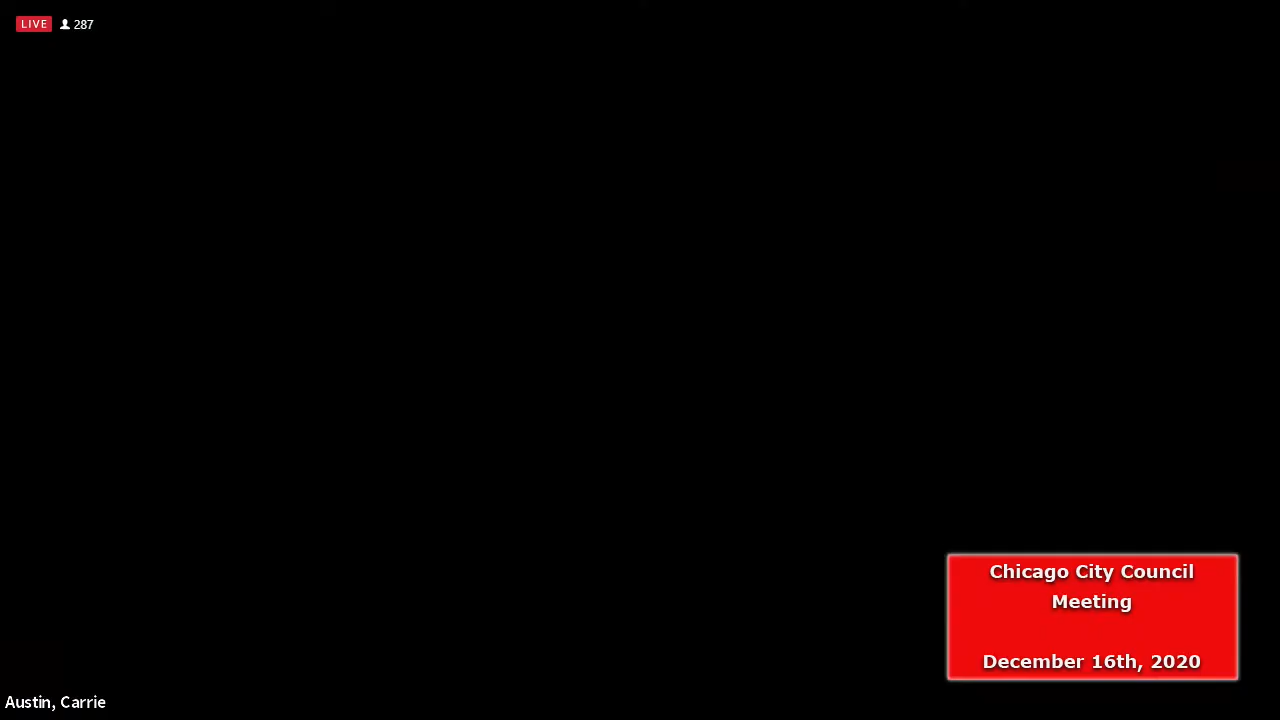 LIVE 287
Chicago City Council
Meeting
December 16th, 2020
Austin, Carrie